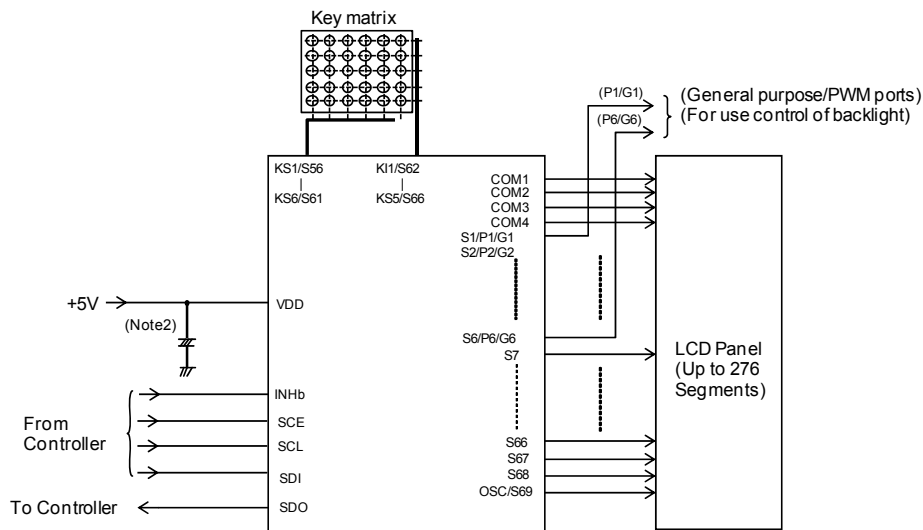 Key matrix
(P1/G1)
(P6/G6)
(General purpose/PWM ports)
(For use control of backlight)
KS1/S56
KS6/S61
KI1/S62
KS5/S66
COM1
COM2
COM3
COM4
S1/P1/G1
S2/P2/G2
+5V
VDD
(Note2)
S6/P6/G6
S7
LCD Panel
(Up to 276
Segments)
From
Controller
INHb
SCE
SCL
SDI
To Controller
SDO
S66
S67
S68
OSC/S69